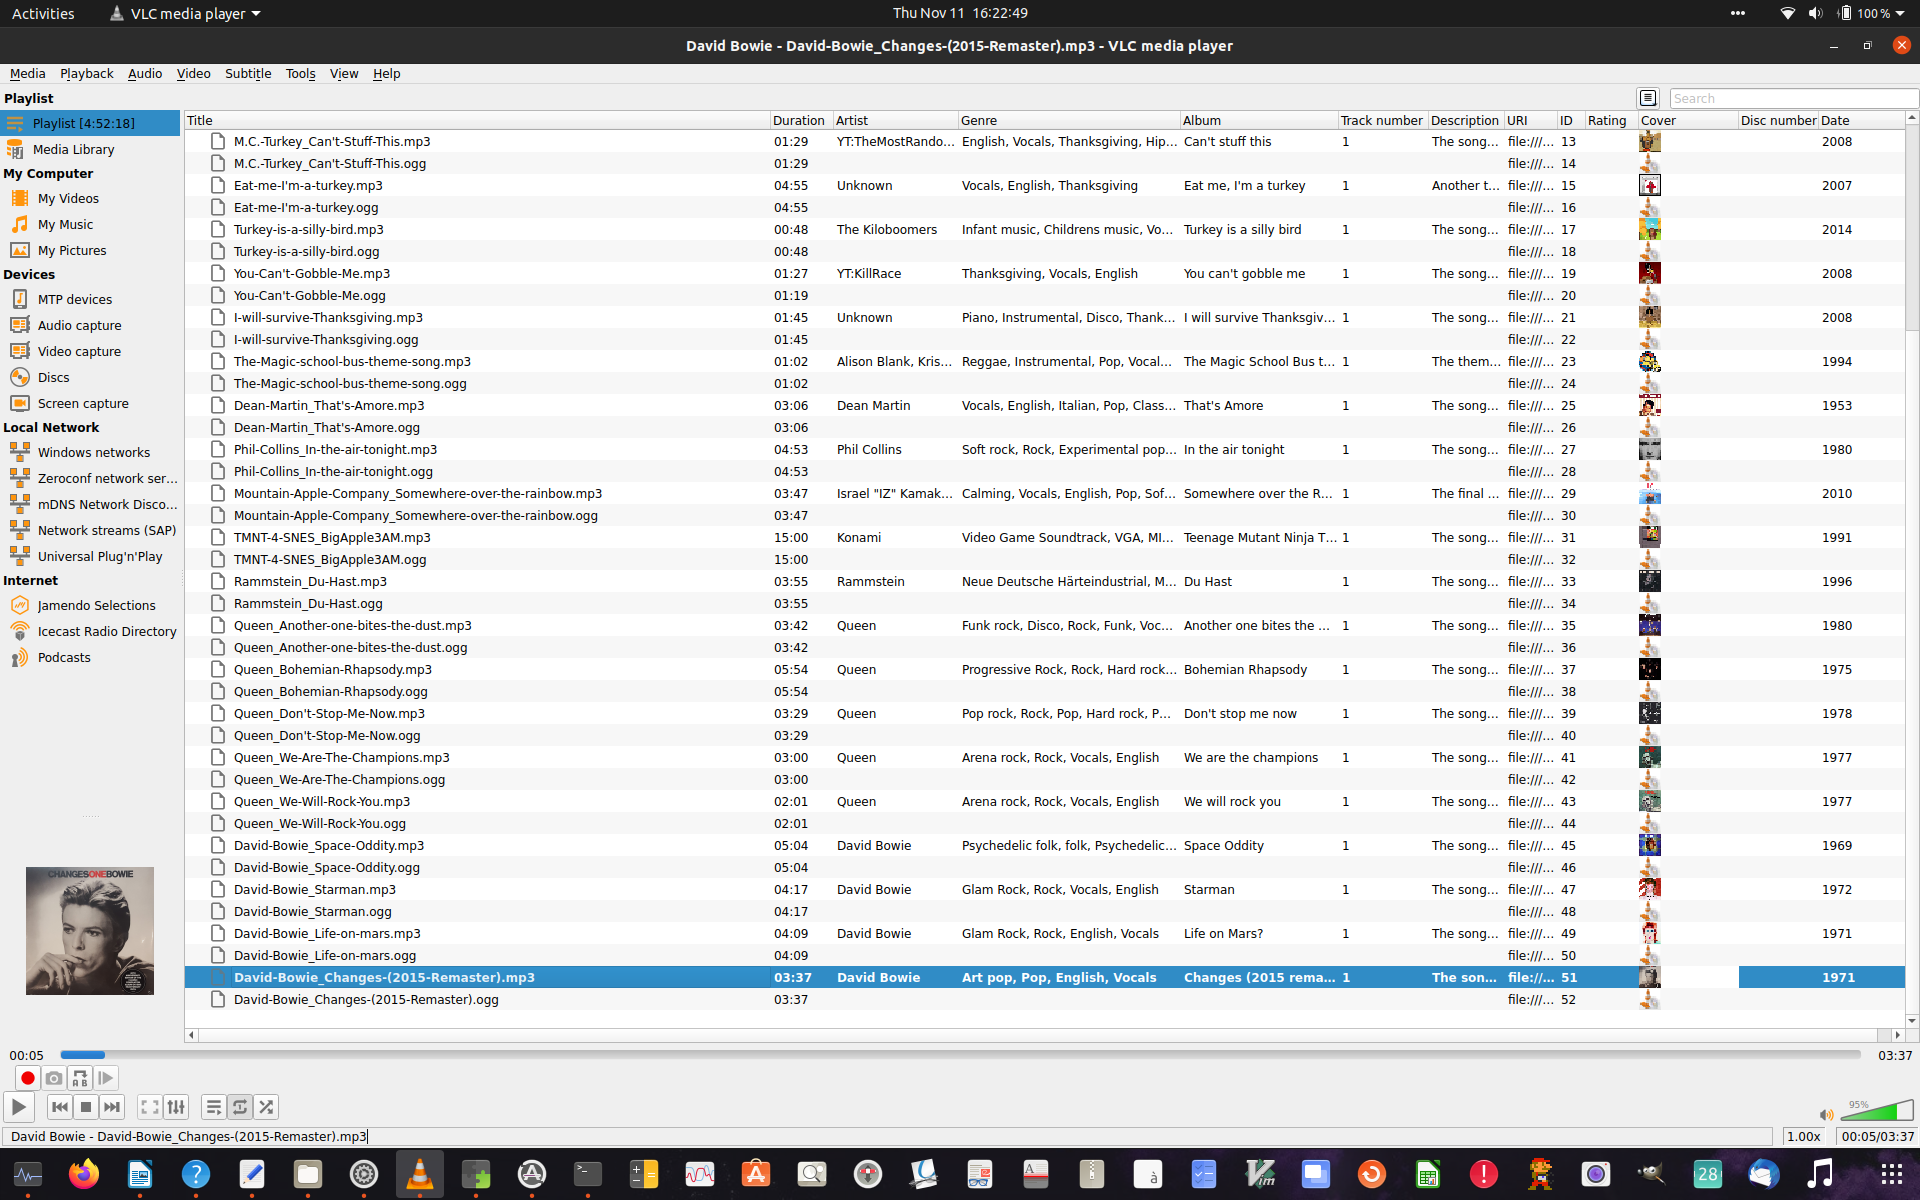 Activities VLC media player Thu Nov 11 16:22:49 100 %
David Bowie - David-Bowie_Changes-(2015-Remaster).mp3 - VLC media player
Media Playback Audio Video Subtitle Tools View Help
Playlist
Search
Playlist [4:52:18]
Media Library
My Computer
My Videos
My Music
My Pictures
Devices
MTP devices
Audio capture
Video capture
Discs
Screen capture
Local Network
Windows networks
Zeroconf network ser...
mDNS Network Disco...
Network streams (SAP)
Universal Plug'n'Play
Internet
Jamendo Selections
Icecast Radio Directory
Podcasts
CHANGESONEBOWIE
Title Duration Artist Genre Album Track number Description URI ID Rating Cover Disc number Date
M.C.-Turkey_Can't-Stuff-This.mp3 01:29 YT:TheMostRando... English, Vocals, Thanksgiving, Hip... Can't stuff this 1 The song... file:///... 13 2008
M.C.-Turkey_Can't-Stuff-This.ogg 01:29 file:///... 14
Eat-me-I'm-a-turkey.mp3 04:55 Unknown Vocals, English, Thanksgiving Eat me, I'm a turkey 1 Another t... file:///... 15 2007
Eat-me-I'm-a-turkey.ogg 04:55 file:///... 16
Turkey-is-a-silly-bird.mp3 00:48 The Kiloboomers Infant music, Childrens music, Vo... Turkey is a silly bird 1 The song... file:///... 17 2014
Turkey-is-a-silly-bird.ogg 00:48 file:///... 18
You-Can't-Gobble-Me.mp3 01:27 YT:KillRace Thanksgiving, Vocals, English You can't gobble me 1 The song... file:///... 19 2008
You-Can't-Gobble-Me.ogg 01:19 file:///... 20
I-will-survive-Thanksgiving.mp3 01:45 Unknown Piano, Instrumental, Disco, Thank... I will survive Thanksgiv... 1 The song... file:///... 21 2008
I-will-survive-Thanksgiving.ogg 01:45 file:///... 22
The-Magic-school-bus-theme-song.mp3 01:02 Alison Blank, Kris... Reggae, Instrumental, Pop, Vocal... The Magic School Bus t... 1 The them... file:///... 23 1994
The-Magic-school-bus-theme-song.ogg 01:02 file:///... 24
Dean-Martin_That's-Amore.mp3 03:06 Dean Martin Vocals, English, Italian, Pop, Class... That's Amore 1 The song... file:///... 25 1953
Dean-Martin_That's-Amore.ogg 03:06 file:///... 26
Phil-Collins_In-the-air-tonight.mp3 04:53 Phil Collins Soft rock, Rock, Experimental pop... In the air tonight 1 The song... file:///... 27 1980
Phil-Collins_In-the-air-tonight.ogg 04:53 file:///... 28
Mountain-Apple-Company_Somewhere-over-the-rainbow.mp3 03:47 Israel "IZ" Kamak... Calming, Vocals, English, Pop, Sof... Somewhere over the R... 1 The final ... file:///... 29 2010
Mountain-Apple-Company_Somewhere-over-the-rainbow.ogg 03:47 file:///... 30
TMNT-4-SNES_BigApple3AM.mp3 15:00 Konami Video Game Soundtrack, VGA, MI... Teenage Mutant Ninja T... 1 The song... file:///... 31 1991
TMNT-4-SNES_BigApple3AM.ogg 15:00 file:///... 32
Rammstein_Du-Hast.mp3 03:55 Rammstein Neue Deutsche Härteindustrial, M... Du Hast 1 The song... file:///... 33 1996
Rammstein_Du-Hast.ogg 03:55 file:///... 34
Queen_Another-one-bites-the-dust.mp3 03:42 Queen Funk rock, Disco, Rock, Funk, Voc... Another one bites the ... 1 The song... file:///... 35 1980
Queen_Another-one-bites-the-dust.ogg 03:42 file:///... 36
Queen_Bohemian-Rhapsody.mp3 05:54 Queen Progressive Rock, Rock, Hard rock... Bohemian Rhapsody 1 The song... file:///... 37 1975
Queen_Bohemian-Rhapsody.ogg 05:54 file:///... 38
Queen_Don't-Stop-Me-Now.mp3 03:29 Queen Pop rock, Rock, Pop, Hard rock, P... Don't stop me now 1 The song... file:///... 39 1978
Queen_Don't-Stop-Me-Now.ogg 03:29 file:///... 40
Queen_We-Are-The-Champions.mp3 03:00 Queen Arena rock, Rock, Vocals, English We are the champions 1 The song... file:///... 41 1977
Queen_We-Are-The-Champions.ogg 03:00 file:///... 42
Queen_We-Will-Rock-You.mp3 02:01 Queen Arena rock, Rock, Vocals, English We will rock you 1 The song... file:///... 43 1977
Queen_We-Will-Rock-You.ogg 02:01 file:///... 44
David-Bowie_Space-Oddity.mp3 05:04 David Bowie Psychedelic folk, folk, Psychedelic... Space Oddity 1 The song... file:///... 45 1969
David-Bowie_Space-Oddity.ogg 05:04 file:///... 46
David-Bowie_Starman.mp3 04:17 David Bowie Glam Rock, Rock, Vocals, English Starman 1 The song... file:///... 47 1972
David-Bowie_Starman.ogg 04:17 file:///... 48
David-Bowie_Life-on-mars.mp3 04:09 David Bowie Glam Rock, Rock, English, Vocals Life on Mars? 1 The song... file:///... 49 1971
David-Bowie_Life-on-mars.ogg 04:09 file:///... 50
David-Bowie_Changes-(2015-Remaster).mp3 03:37 David Bowie Art pop, Pop, English, Vocals Changes (2015 rema... 1 The son... file://... 51 1971
David-Bowie_Changes-(2015-Remaster).ogg 03:37 file:///... 52
00:05 03:37
A B
95%
David Bowie - David-Bowie_Changes-(2015-Remaster).mp3 1.00x 00:05/03:37
28